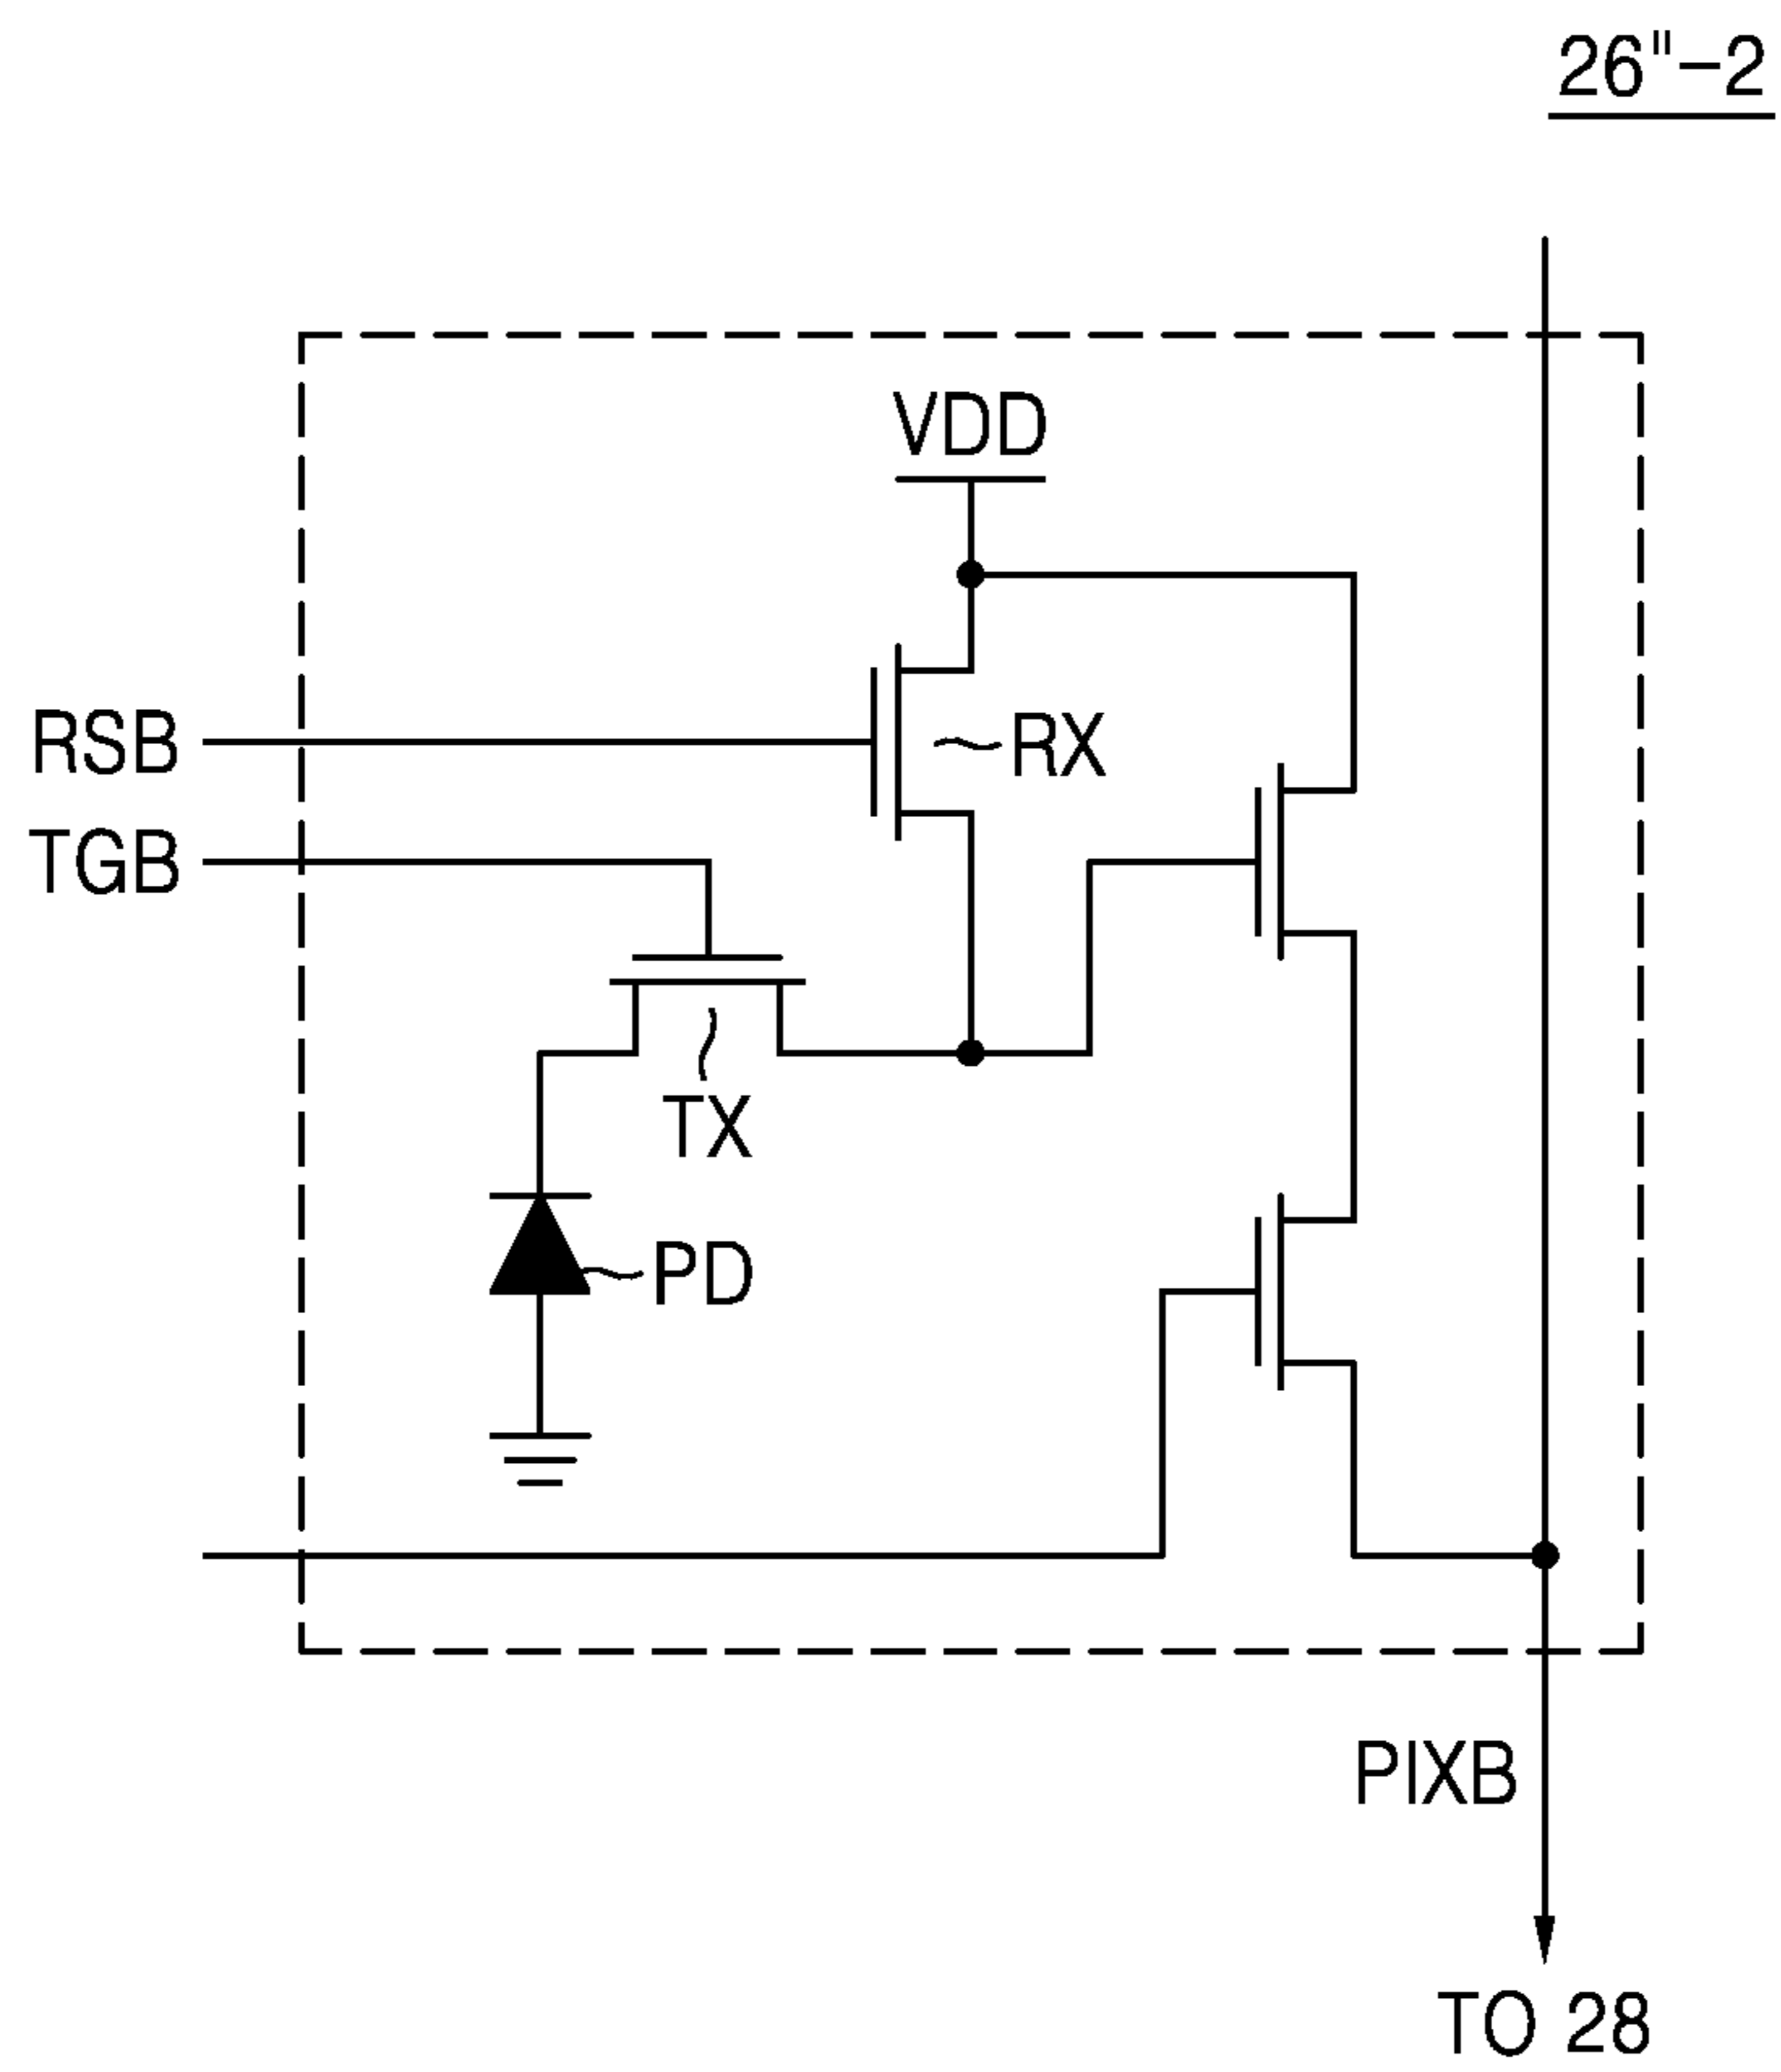 26"-2
VDD
RSB
RX
TGB
TX
PD
PIXB
TO 28